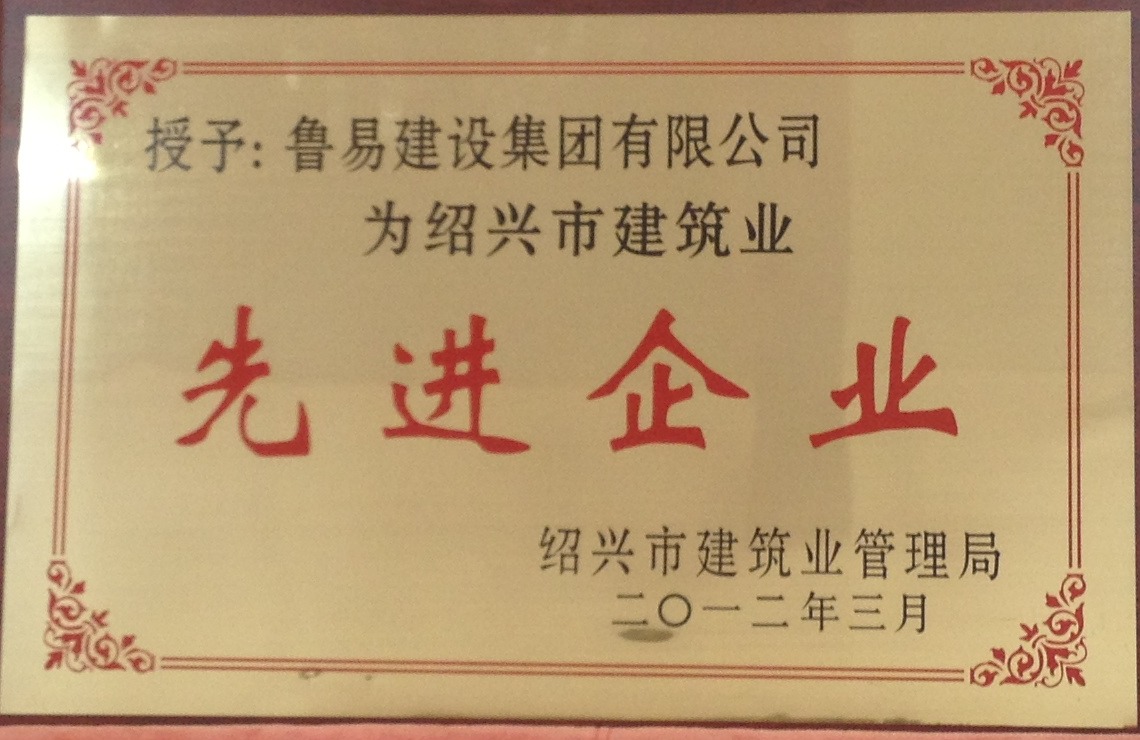 授予:鲁易建设集团有限公司
为绍兴市建筑业
先进企业
绍兴市建筑业管理局
二〇一二年三月